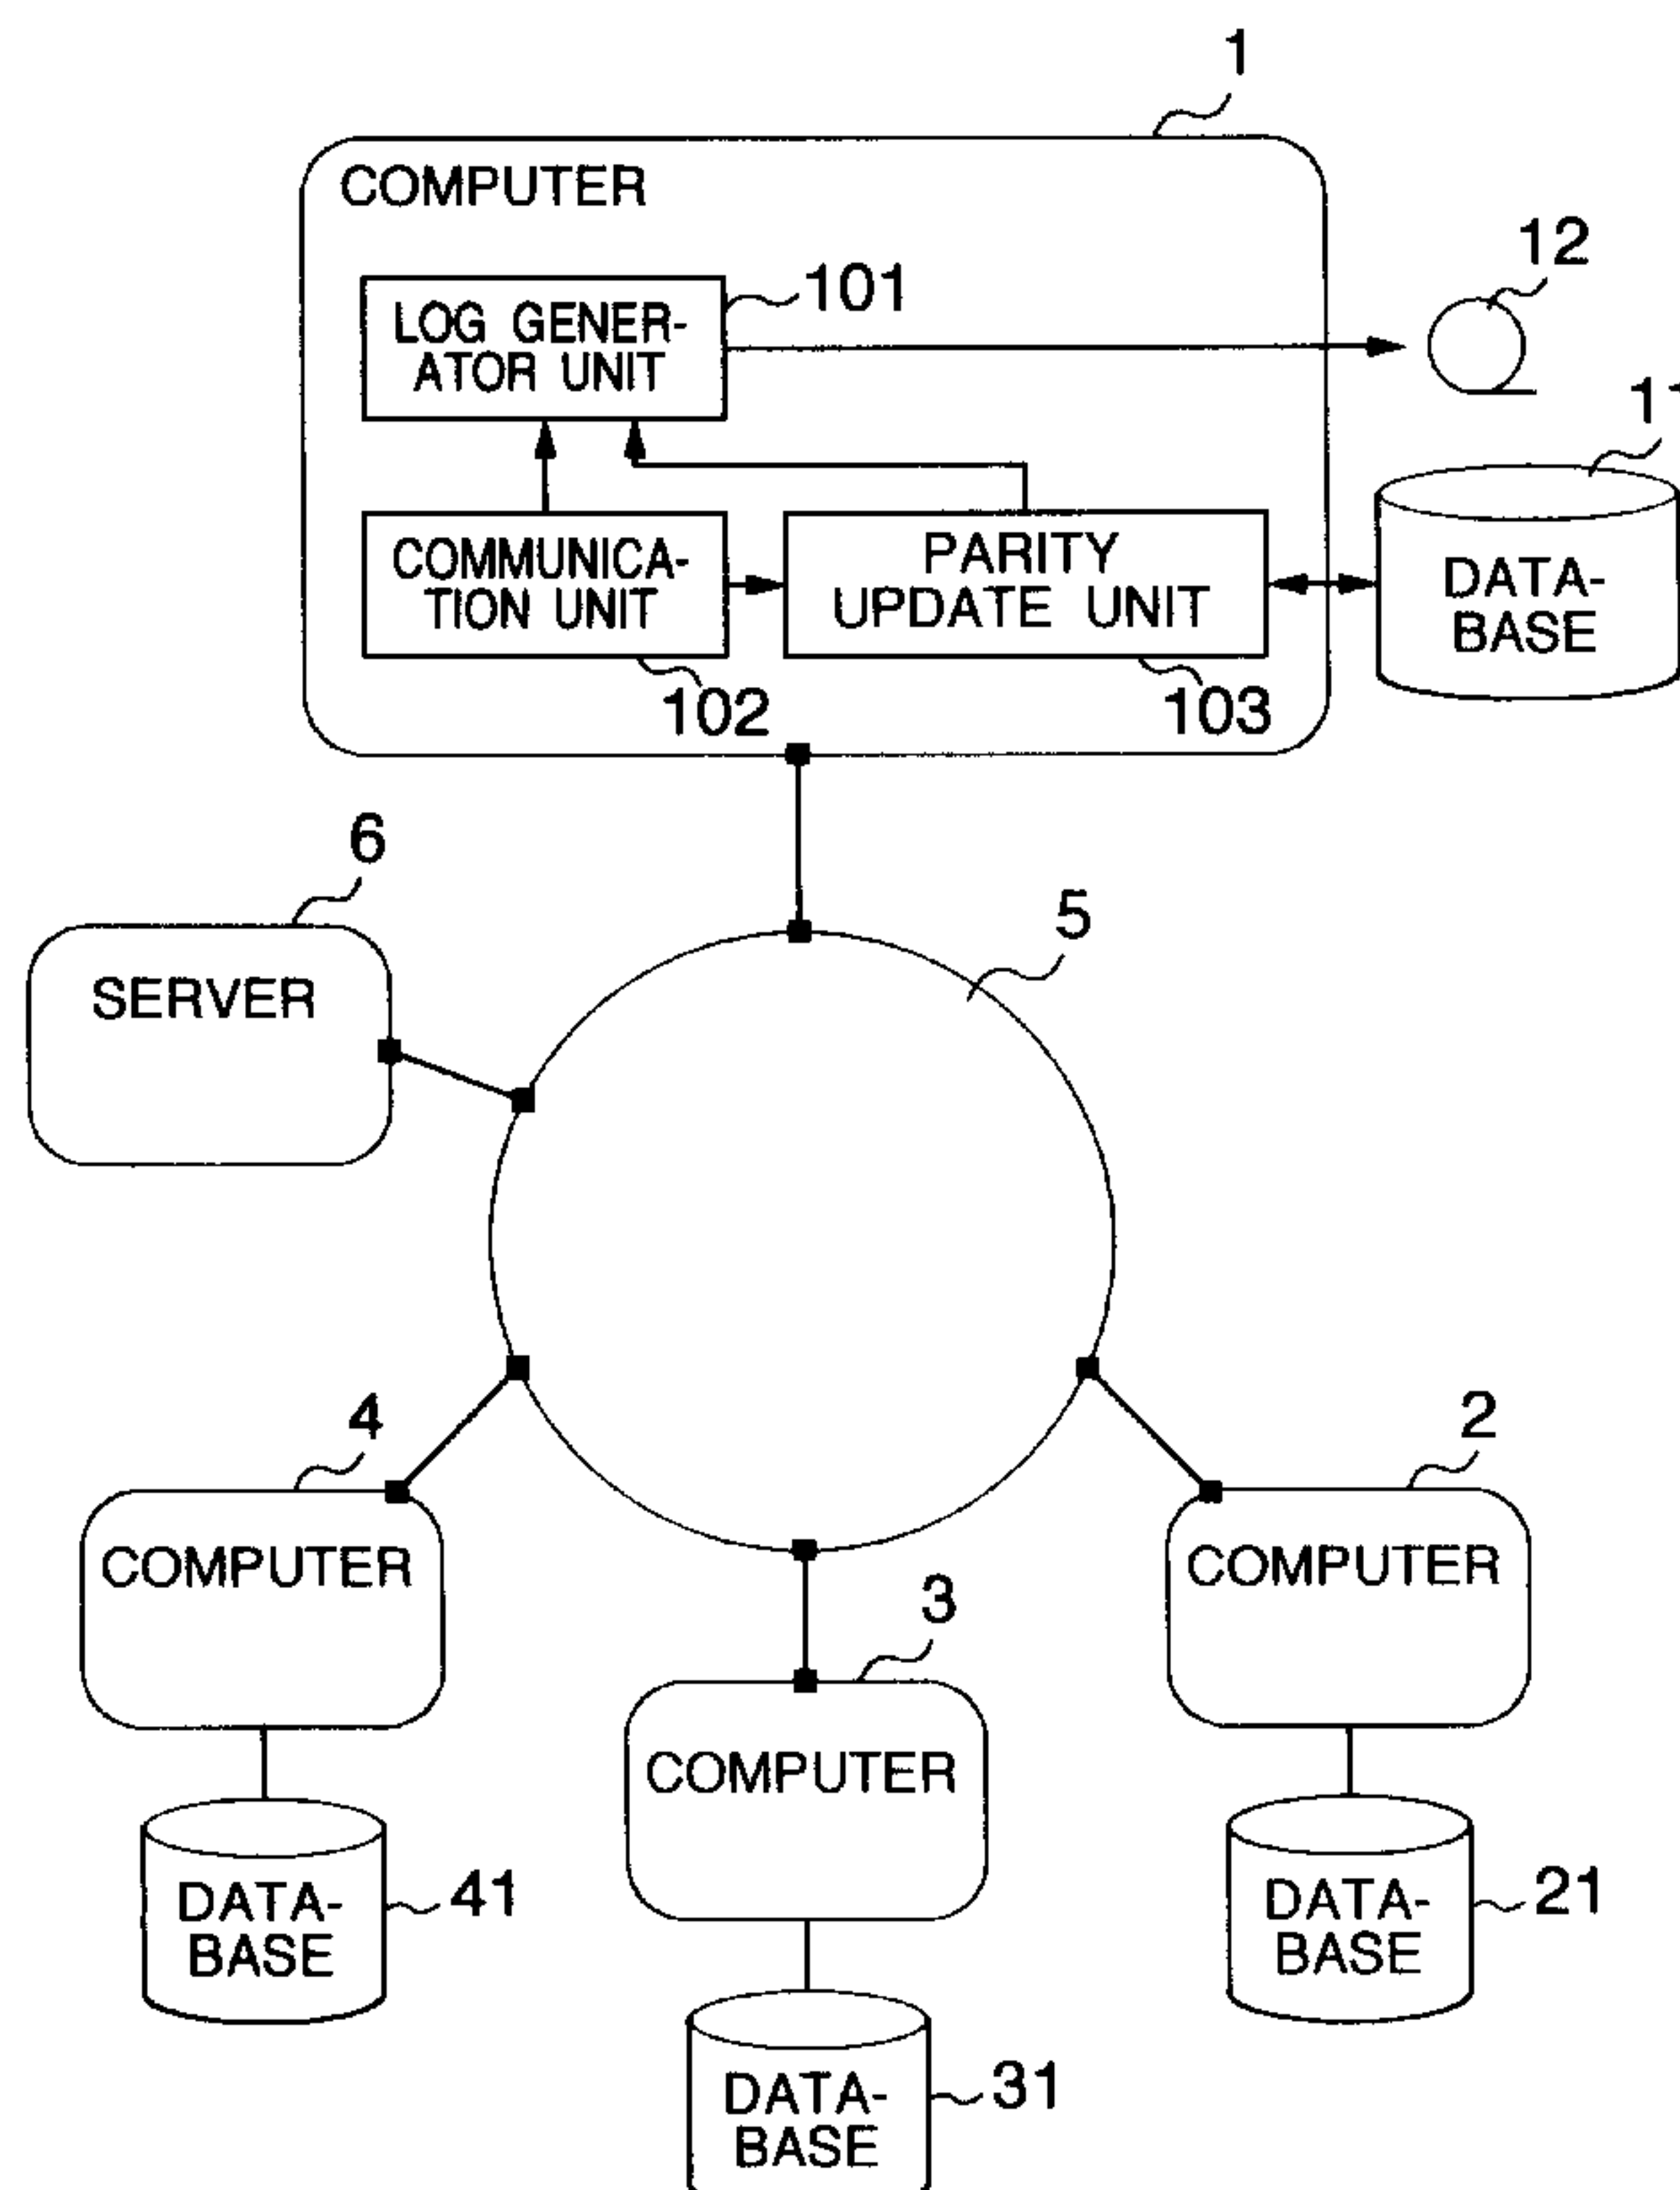 1
COMPUTER
12
101
LOG GENER-
ATOR UNIT
11
COMMUNICA-
TION UNIT
PARITY
UPDATE UNIT
DATA-
BASE
102
103
6
5
SERVER
4
2
COMPUTER
COMPUTER
3
COMPUTER
41
DATA-
BASE
21
DATA-
BASE
31
DATA-
BASE